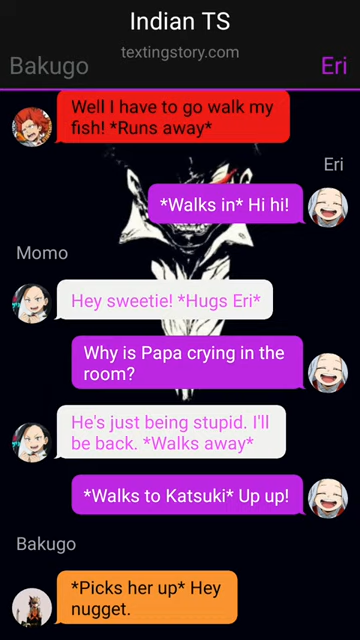 Indian TS
textingstory.com
Bakugo
Eri
Well I have to go walk my
fish! *Runs away*
Eri
*Walks in* Hi hi!
Momo
Hey sweetie! *Hugs Eri*
Why is Papa crying in the
room?
He's just being stupid. I'll
be back. *Walks away*
*Walks to Katsuki* Up up!
Bakugo
*Picks her up* Hey
nugget.